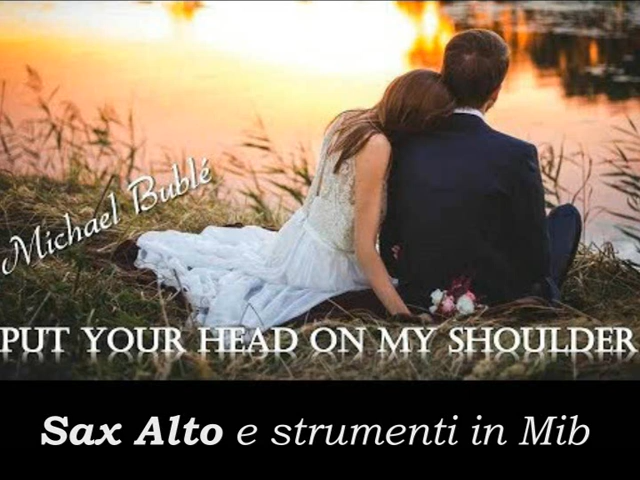 Michael Bublé
PUT YOUR HEAD ON MY SHOULDER
Sax Alto e strumenti in Mib